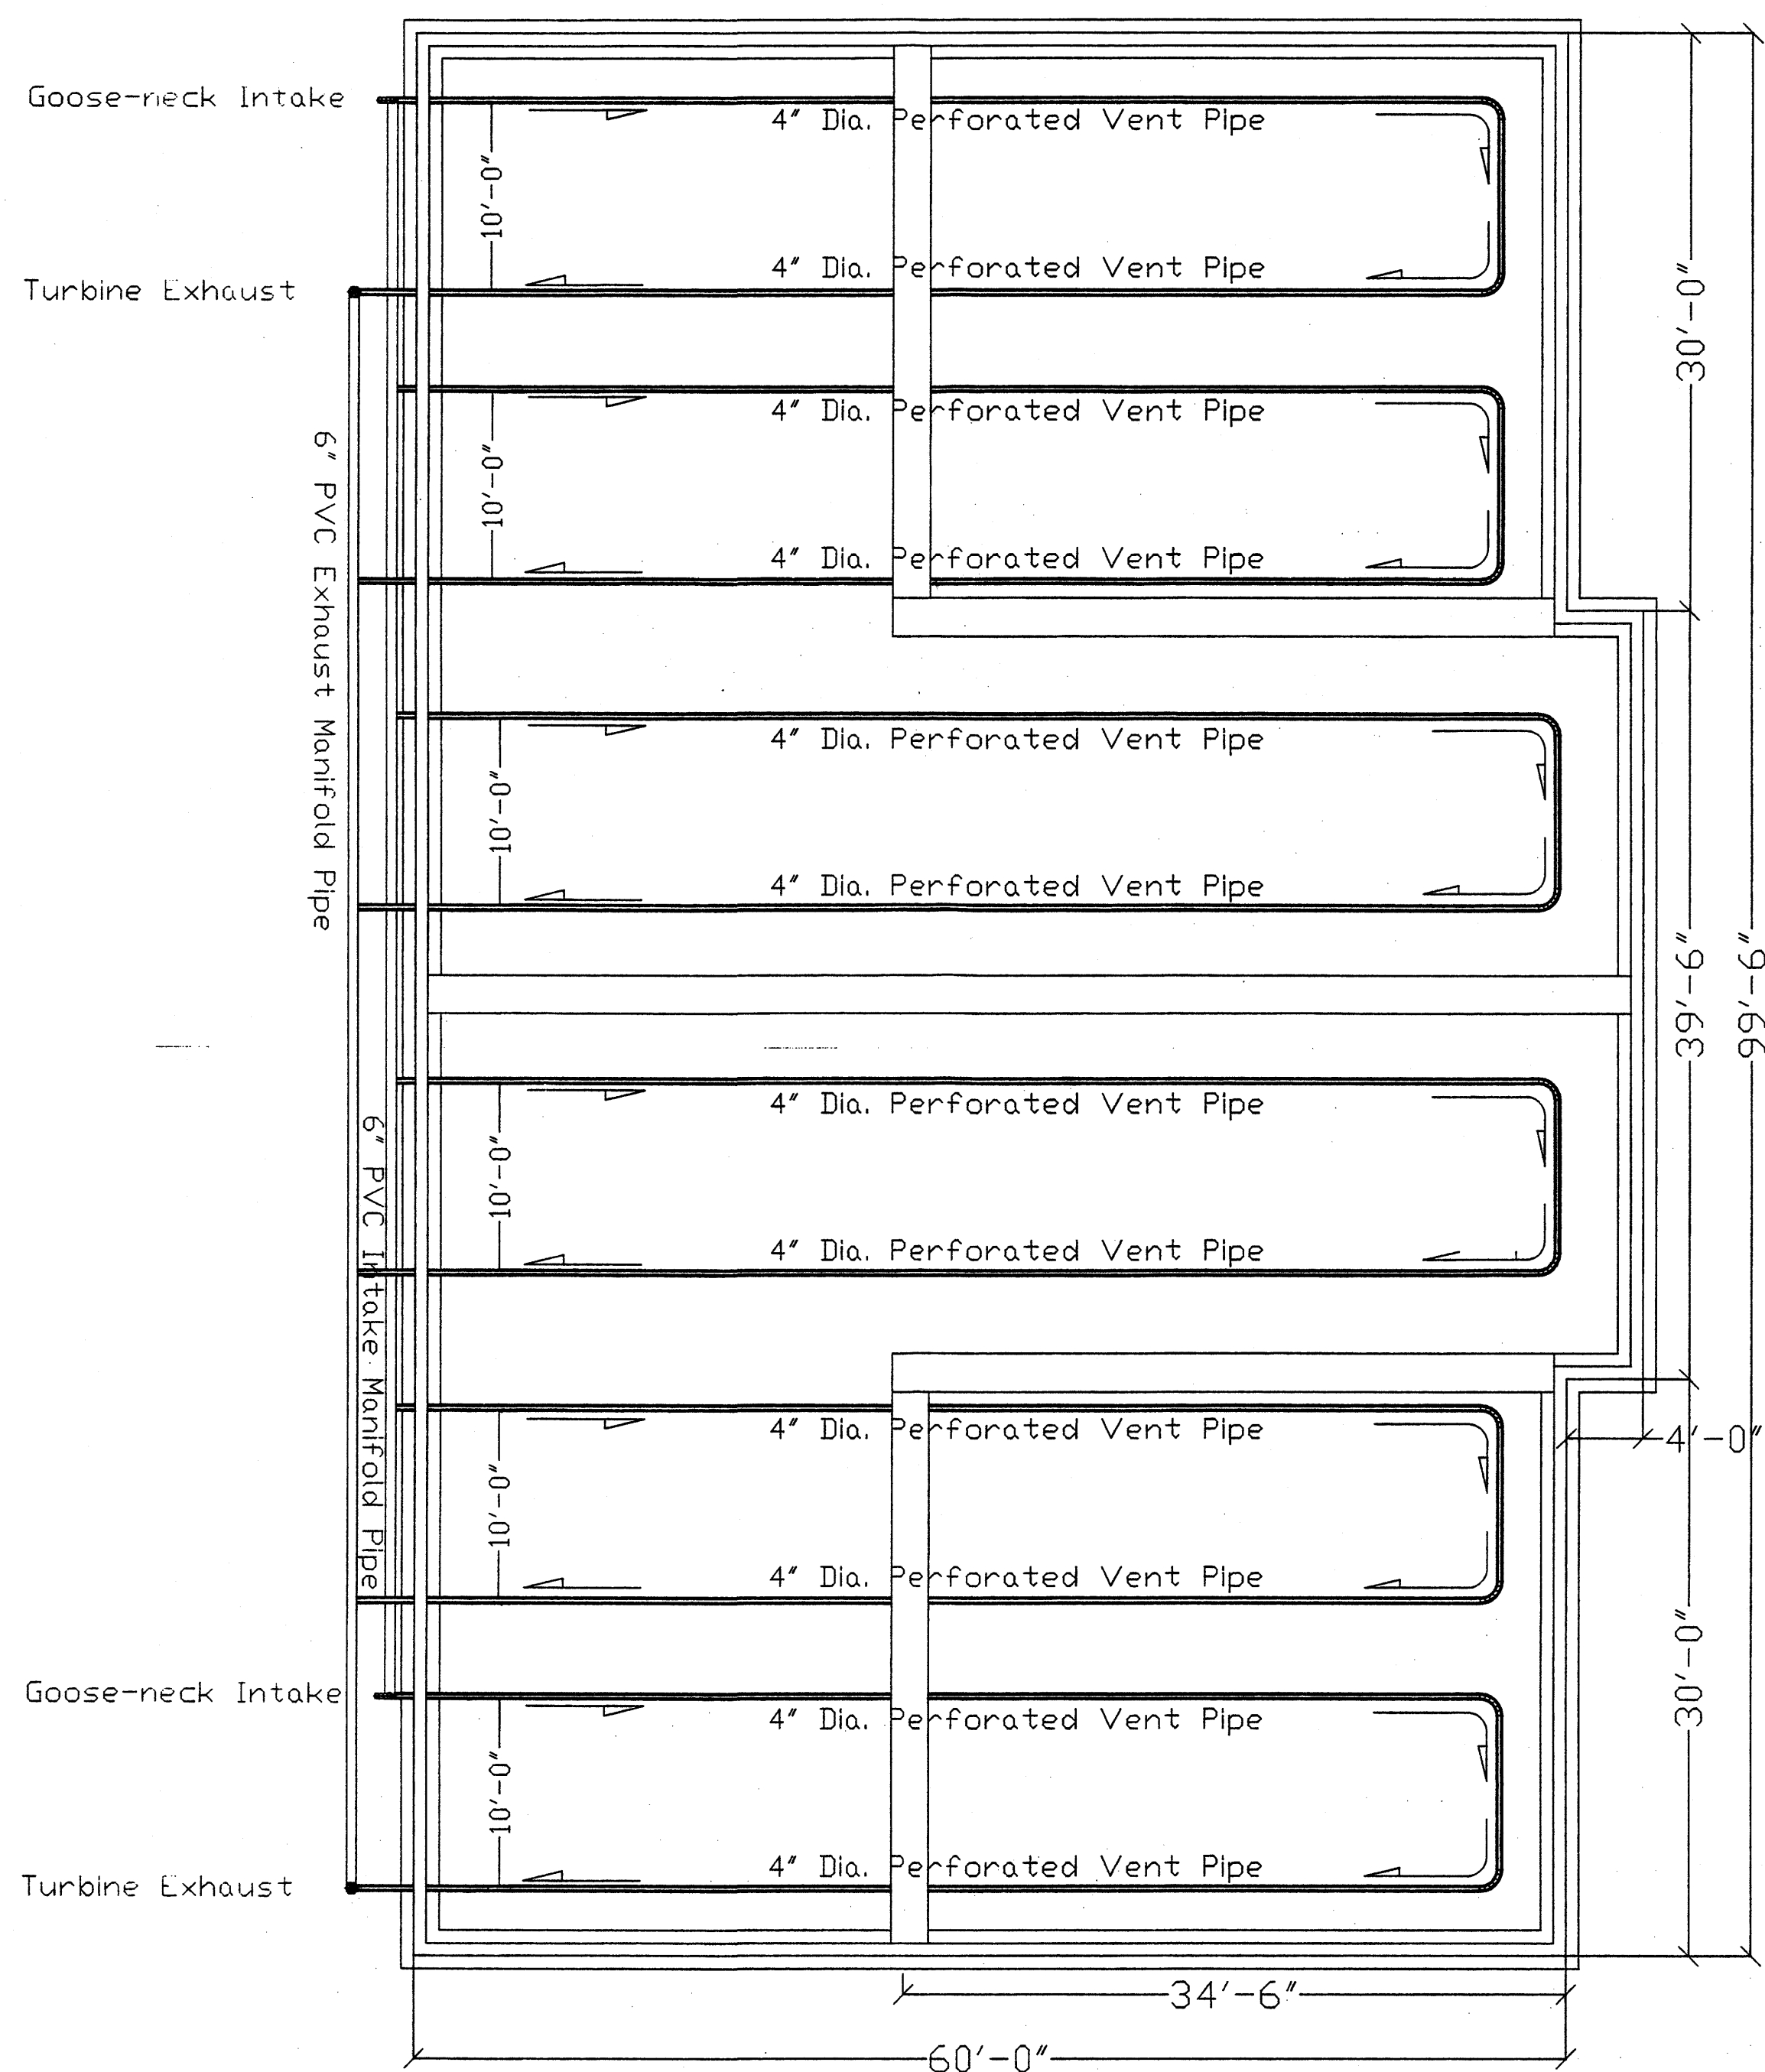 Goose-neck Intake
4" Dia. Perforated Vent Pipe
10'-0"
4" Dia. Perforated Vent Pipe
Turbine Exhaust
30'-0"
4" Dia. Perforated Vent Pipe
10'-0"
4" Dia. Perforated Vent Pipe
6" PVC Exhaust Manifold Pipe
4" Dia. Perforated Vent Pipe
10'-0"
4" Dia. Perforated Vent Pipe
39'-6"
99'-6"
4" Dia. Perforated Vent Pipe
10'-0"
4" Dia. Perforated Vent Pipe
6" PVC Intake Manifold Pipe
4" Dia. Perforated Vent Pipe
4'-0"
10'-0"
4" Dia. Perforated Vent Pipe
30'-0"
Goose-neck Intake
4" Dia. Perforated Vent Pipe
10'-0"
4" Dia. Perforated Vent Pipe
Turbine Exhaust
34'-6"
60'-0"